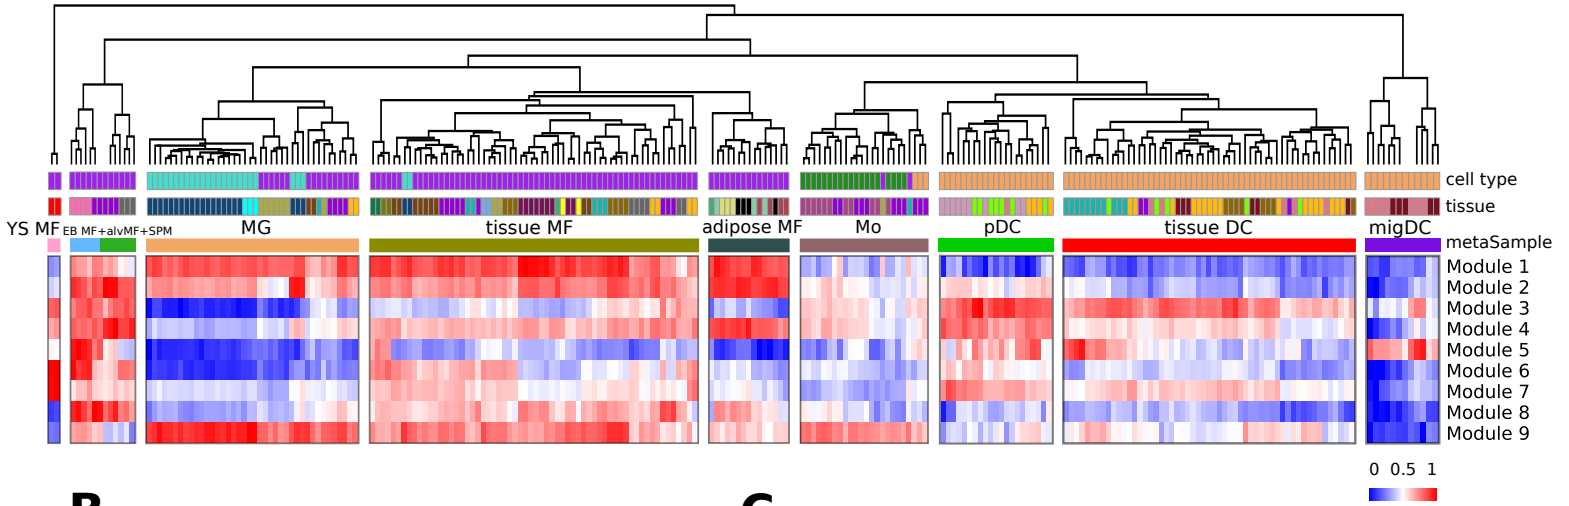 cell type
tissue
YS MF EB MF+alvMF+SPM MG tissue MF adipose MF Mo pDC tissue DC migDC
metaSample
Module 1
Module 2
Module 3
Module 4
Module 5
Module 6
Module 7
Module 8
Module 9
0 0.5 1